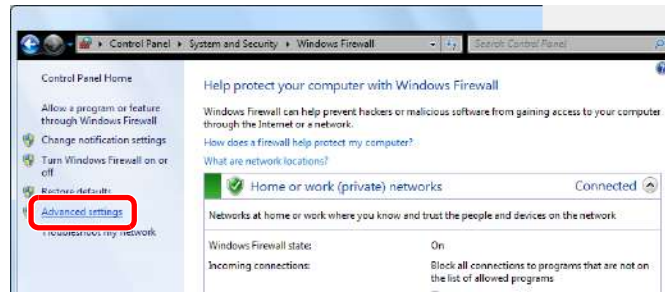 Control Panel ▸ System and Security ▸ Windows Firewall
Search Control Panel
Control Panel Home
Allow a program or feature
through Windows Firewall
Change notification settings
Turn Windows Firewall on or
off
Restore defaults
Advanced settings
Troubleshoot my network
Help protect your computer with Windows Firewall
Windows Firewall can help prevent hackers or malicious software from gaining access to your computer
through the Internet or a network.
How does a firewall help protect my computer?
What are network locations?
Home or work (private) networks Connected
Networks at home or work where you know and trust the people and devices on the network
Windows Firewall state: On
Incoming connections: Block all connections to programs that are not on
the list of allowed programs